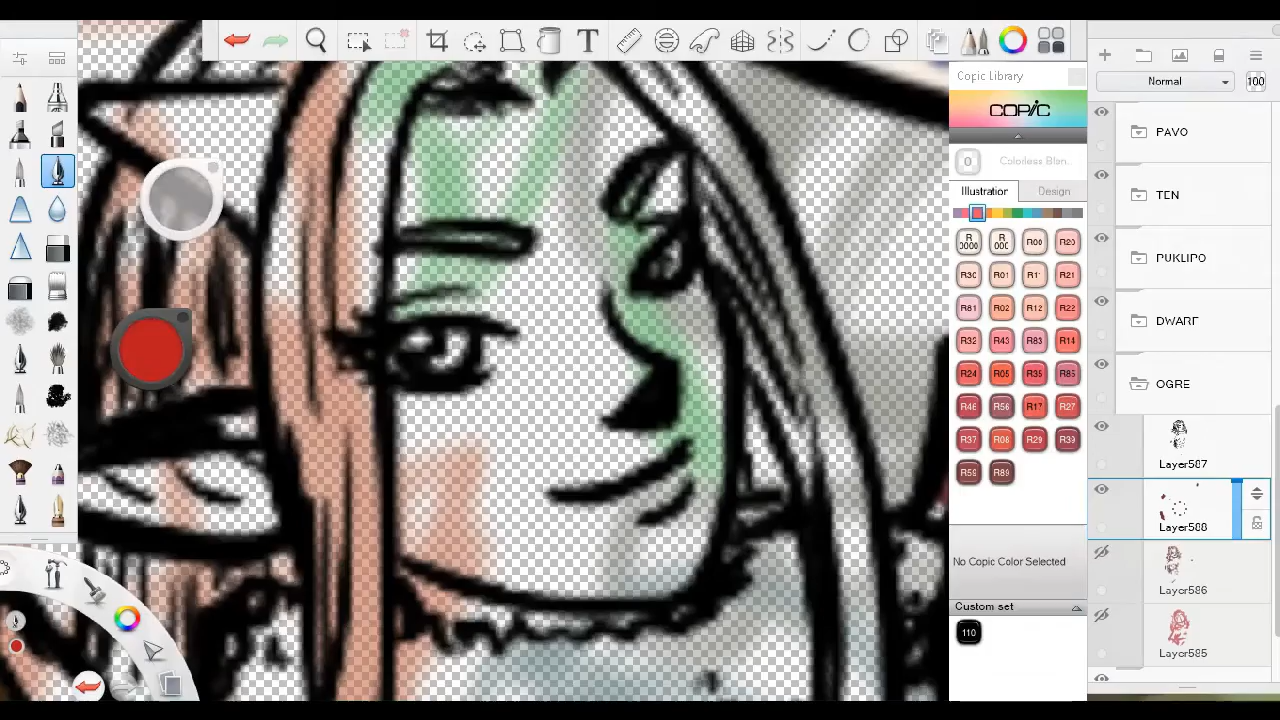 T
Copic Library
COPIC
0 Colorless Blen...
Illustration Design
R0000 R000 R00 R20
R30 R01 R11 R21
R81 R02 R12 R22
R32 R43 R83 R14
R24 R05 R35 R85
R46 R56 R17 R27
R37 R08 R29 R39
R59 R89
No Copic Color Selected
Custom set
110
Normal 100
PAVO
TEN
PUKLIPO
DWARF
OGRE
Layer587
Layer588
Layer586
Layer585